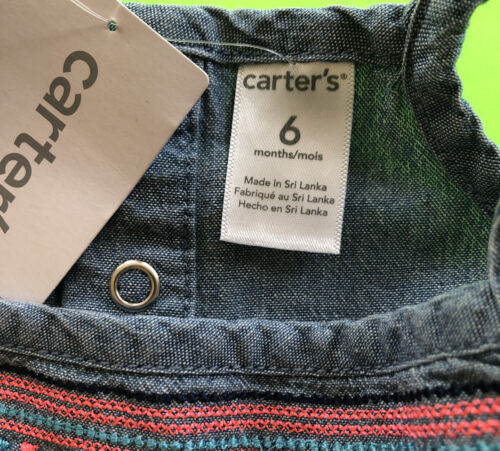 carter's®
6
months/mois
Made in Sri Lanka
Fabriqué au Sri Lanka
Hecho en Sri Lanka
carter's